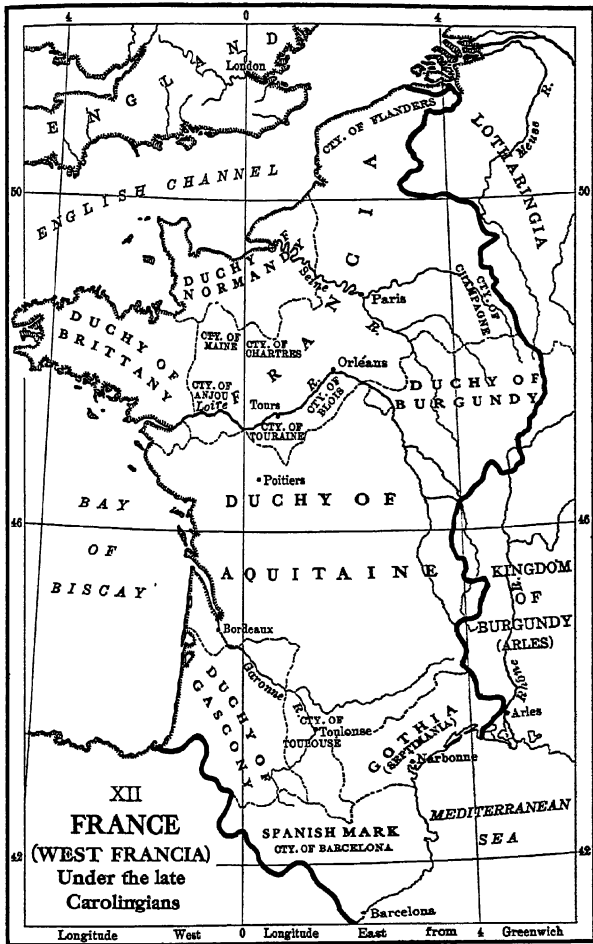 4
0
4
ENGLAND
London
CTY. OF FLANDERS
LOTHARINGIA
Meuse R.
50
50
ENGLISH CHANNEL
FRANCIA
DUCHY OF
NORMANDY
Seine R.
Paris
CTY. OF
CHAMPAGNE
DUCHY OF
BRITTANY
CTY. OF
MAINE
CTY. OF
CHARTRES
Orléans
CTY. OF
ANJOU
Loire R.
Tours
CTY. OF
BLOIS
DUCHY OF
BURGUNDY
CTY. OF
TOURAINE
Poitiers
BAY
OF
BISCAY
DUCHY OF
AQUITAINE
46
46
KINGDOM
OF
BURGUNDY
(ARLES)
Rhône R.
Bordeaux
Garonne R.
DUCHY OF
GASCONY
CTY. OF
TOULOUSE
Toulouse
GOTHIA
(SEPTIMANIA)
Arles
Narbonne
MEDITERRANEAN
SEA
SPANISH MARK
CTY. OF BARCELONA
42
42
Barcelona
XII
FRANCE
(WEST FRANCIA)
Under the late
Carolingians
Longitude West 0 Longitude East from 4 Greenwich